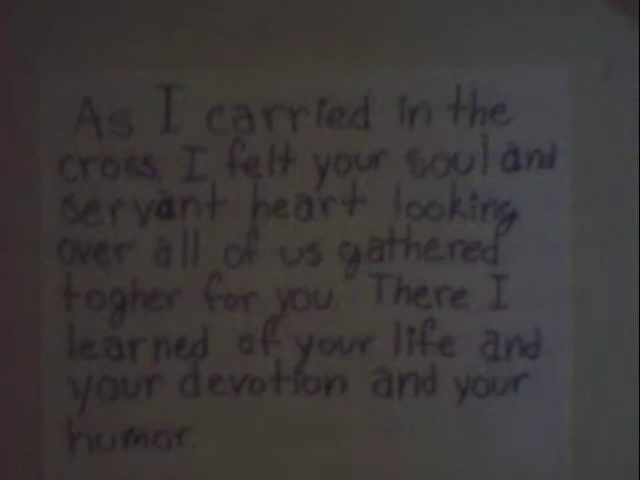 As I carried in the
cross, I felt your soul and
servant heart looking
over all of us gathered
togher for you. There I
learned of your life and
your devotion and your
humor.